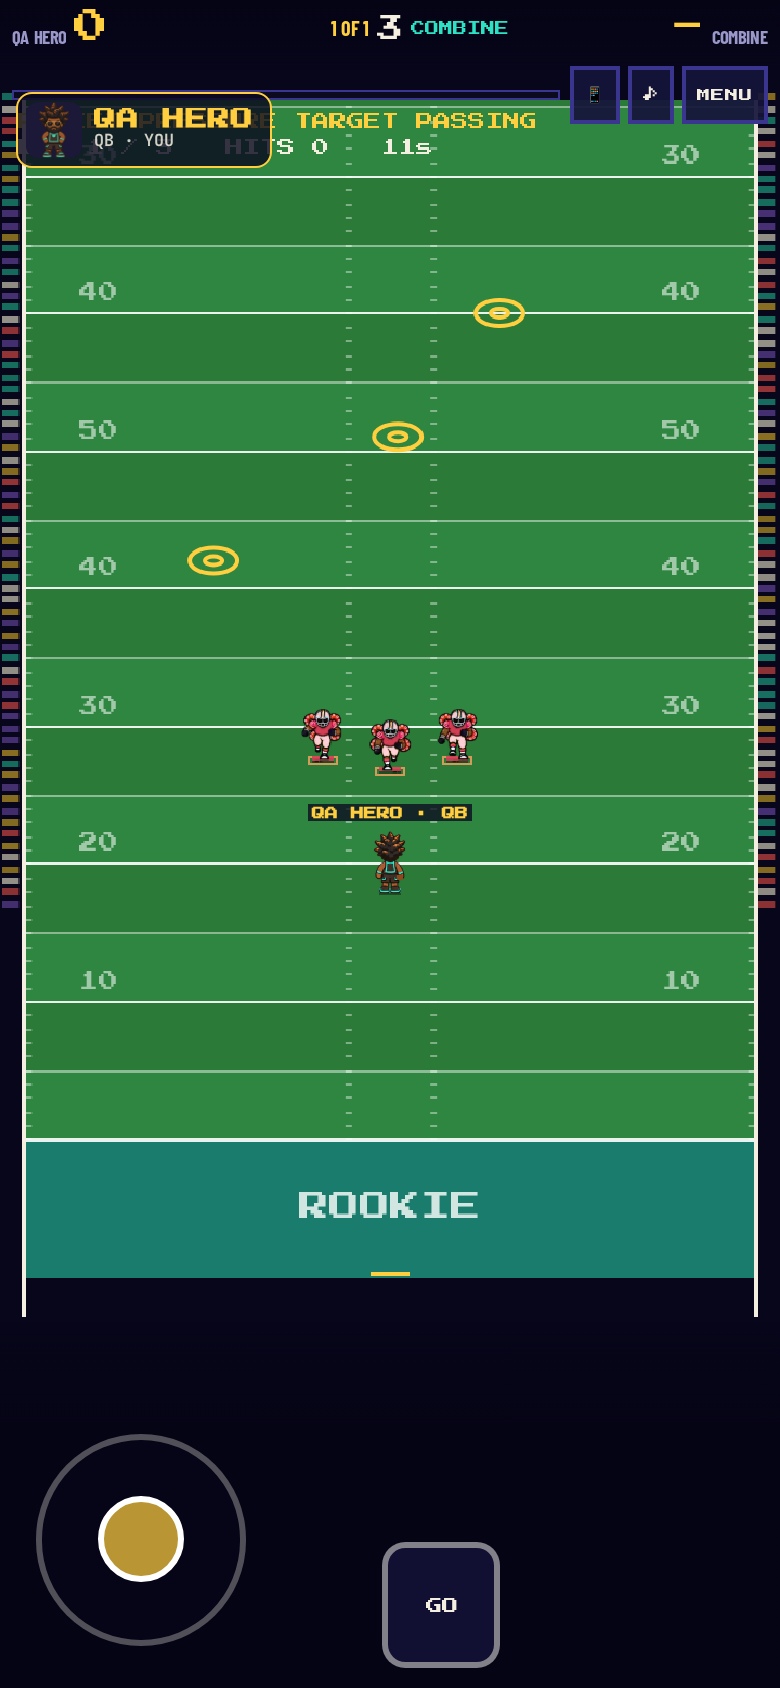 QA HERO 0
1 OF 1 3 COMBINE
COMBINE
MENU
QA HERO
QB · YOU
TARGET PASSING
HITS 0 11s
30 30
40 40
50 50
40 40
30 30
QA HERO · QB
20 20
10 10
ROOKIE
GO